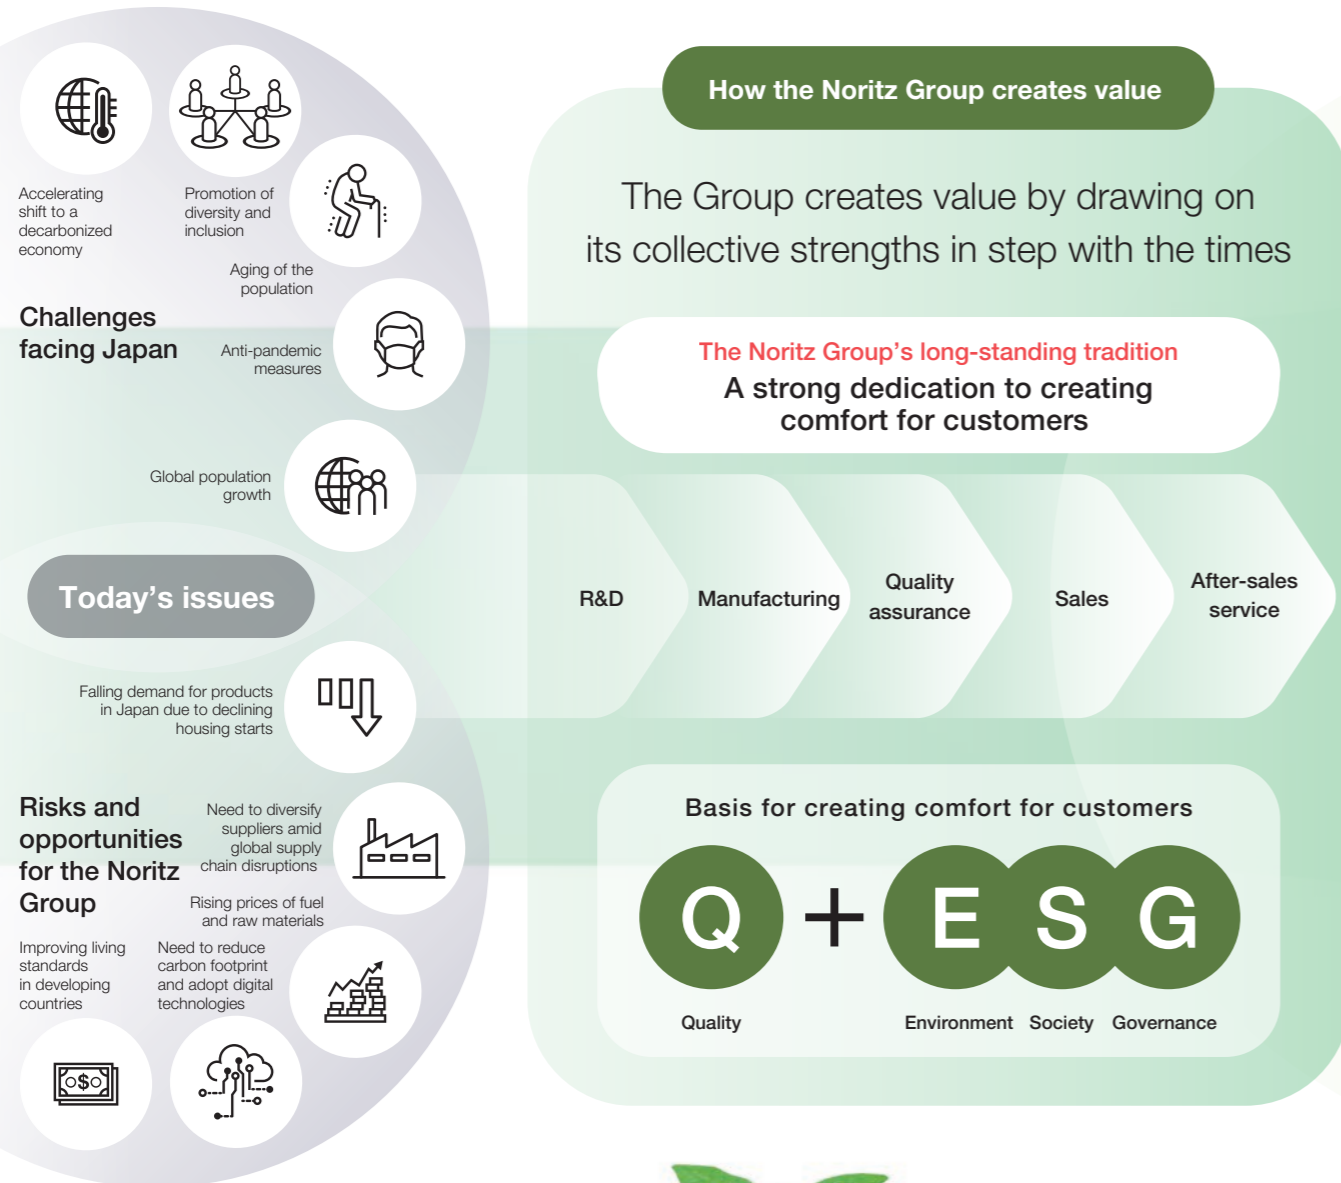 Accelerating
shift to a
decarbonized
economy
Promotion of
diversity and
inclusion
Aging of the
population
Challenges
facing Japan
Anti-pandemic
measures
Global population
growth
Today's issues
Falling demand for products
in Japan due to declining
housing starts
Risks and
opportunities
for the Noritz
Group
Need to diversify
suppliers amid
global supply
chain disruptions
Rising prices of fuel
and raw materials
Improving living
standards
in developing
countries
Need to reduce
carbon footprint
and adopt digital
technologies
$
How the Noritz Group creates value
The Group creates value by drawing on
its collective strengths in step with the times
The Noritz Group's long-standing tradition
A strong dedication to creating
comfort for customers
R&D
Manufacturing
Quality
assurance
Sales
After-sales
service
Basis for creating comfort for customers
Q + E S G
Quality
Environment Society Governance